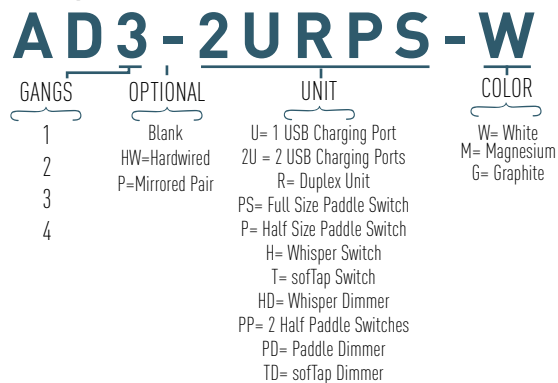 AD3-2URPS-W
GANGS
1
2
3
4
OPTIONAL
Blank
HW=Hardwired
P=Mirrored Pair
UNIT
U= 1 USB Charging Port
2U = 2 USB Charging Ports
R= Duplex Unit
PS= Full Size Paddle Switch
P= Half Size Paddle Switch
H= Whisper Switch
T= sofTap Switch
HD= Whisper Dimmer
PP= 2 Half Paddle Switches
PD= Paddle Dimmer
TD= sofTap Dimmer
COLOR
W= White
M= Magnesium
G= Graphite